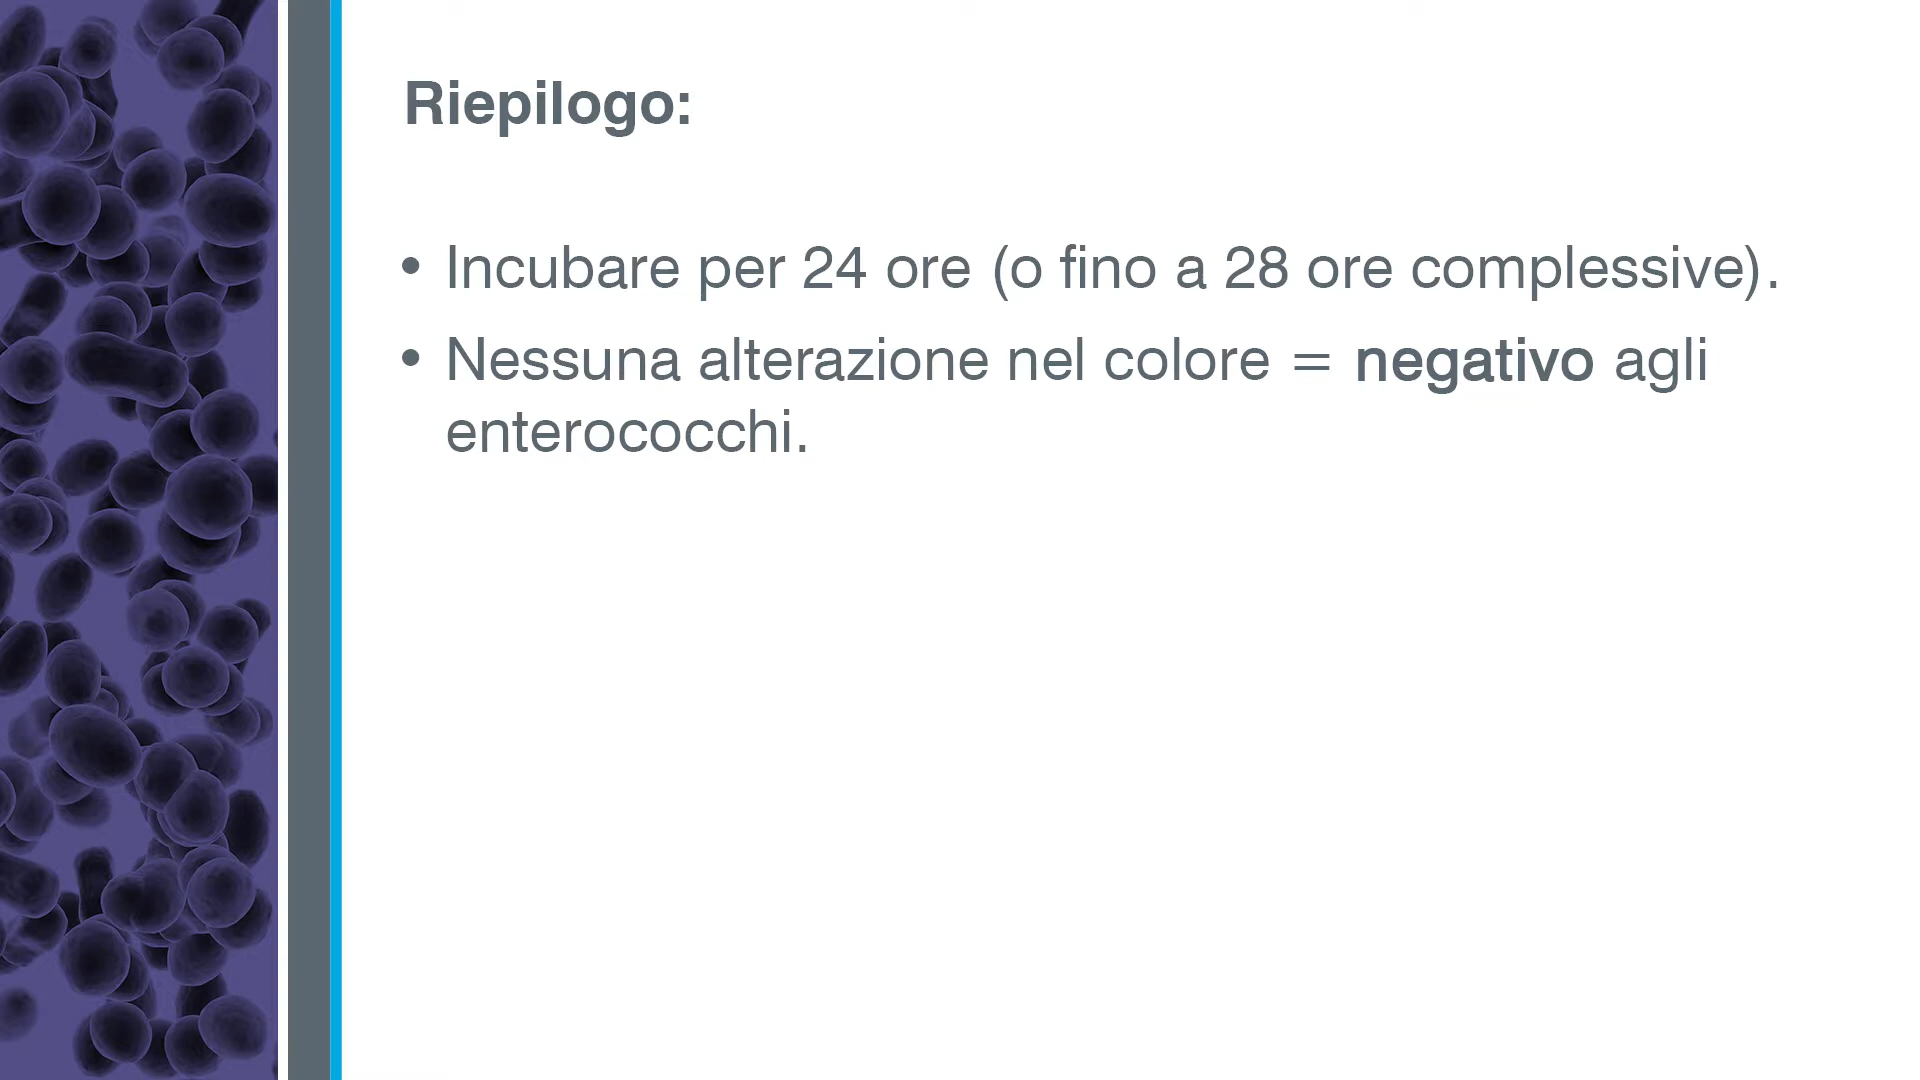 Riepilogo:
• Incubare per 24 ore (o fino a 28 ore complessive).
• Nessuna alterazione nel colore = negativo agli
enterococchi.